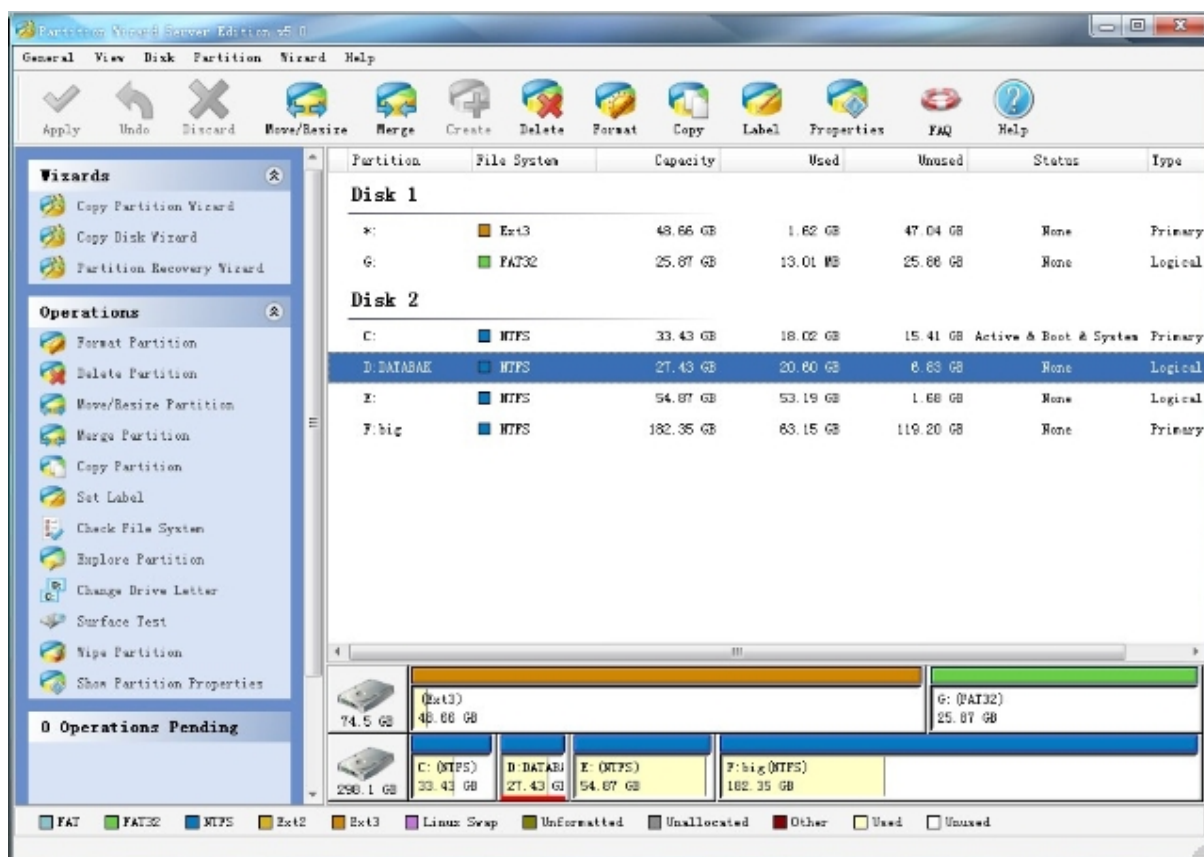 Partition Wizard Server Edition v5.0
General View Disk Partition Wizard Help
Apply Undo Discard Move/Resize Merge Create Delete Format Copy Label Properties FAQ Help
Wizards
Copy Partition Wizard
Copy Disk Wizard
Partition Recovery Wizard
Operations
Format Partition
Delete Partition
Move/Resize Partition
Merge Partition
Copy Partition
Set Label
Check File System
Explore Partition
Change Drive Letter
Surface Test
Wipe Partition
Show Partition Properties
0 Operations Pending
Partition File System Capacity Used Unused Status Type
Disk 1
*: Ext3 48.66 GB 1.62 GB 47.04 GB None Primary
G: FAT32 25.87 GB 13.01 MB 25.86 GB None Logical
Disk 2
C: NTFS 33.43 GB 18.02 GB 15.41 GB Active & Boot & System Primary
D:DATABAK NTFS 27.43 GB 20.60 GB 6.83 GB None Logical
E: NTFS 54.87 GB 53.19 GB 1.68 GB None Logical
F:big NTFS 182.35 GB 63.15 GB 119.20 GB None Primary
74.5 GB
(Ext3)
48.66 GB
G: (FAT32)
25.87 GB
298.1 GB
C: (NTFS)
33.43 GB
D:DATABA
27.43 G
E: (NTFS)
54.87 GB
F:big(NTFS)
182.35 GB
FAT FAT32 NTFS Ext2 Ext3 Linux Swap Unformatted Unallocated Other Used Unused